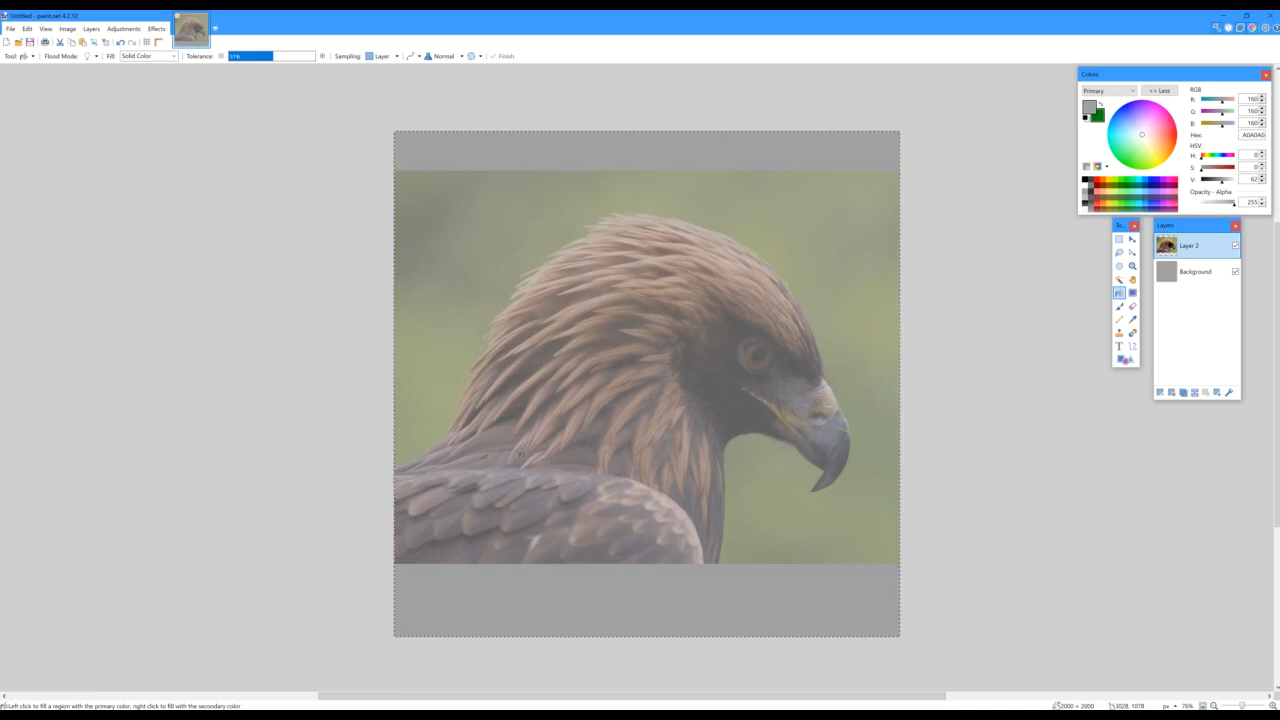 Untitled - paint.net 4.2.12
File Edit View Image Layers Adjustments Effects
Tool: Flood Mode: Fill: Solid Color Tolerance: 51% Sampling: Layer Normal Finish
Colors
Primary << Less RGB
R: 160
G: 160
B: 160
Hex: A0A0A0
HSV
H: 0
S: 0
V: 62
Opacity - Alpha
255
To...
Layers
Layer 2
Background
Left click to fill a region with the primary color, right click to fill with the secondary color
2000 × 2000 3028, 1078 px 76%